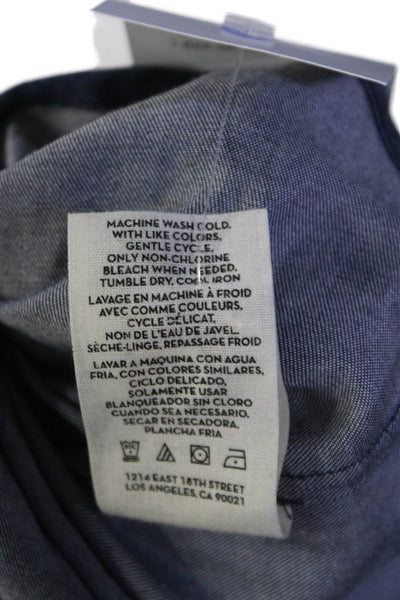 MACHINE WASH COLD.
WITH LIKE COLORS,
GENTLE CYCLE,
ONLY NON-CHLORINE
BLEACH WHEN NEEDED,
TUMBLE DRY, COOL IRON
LAVAGE EN MACHINE À FROID
AVEC COMME COULEURS,
CYCLE DÉLICAT,
NON DE L'EAU DE JAVEL.
SÈCHE-LINGE, REPASSAGE FROID
LAVAR A MAQUINA CON AGUA
FRIA, CON COLORES SIMILARES,
CICLO DELICADO,
SOLAMENTE USAR
BLANQUEADOR SIN CLORO
CUANDO SEA NECESARIO,
SECAR EN SECADORA,
PLANCHA FRIA
1214 EAST 18TH STREET
LOS ANGELES, CA 90021